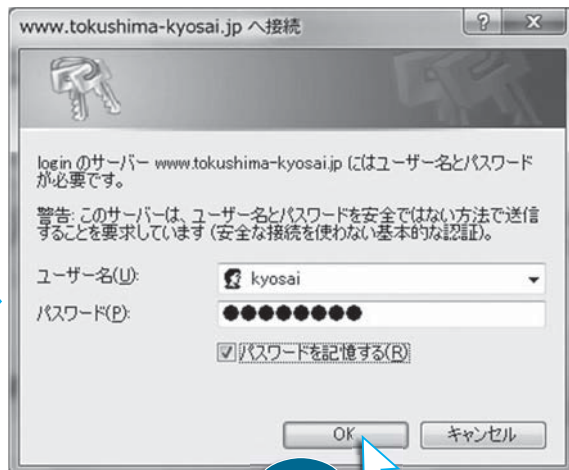 www.tokushima-kyosai.jp へ接続
login のサーバー www.tokushima-kyosai.jp にはユーザー名とパスワード
が必要です。
警告: このサーバーは、ユーザー名とパスワードを安全ではない方法で送信
することを要求しています (安全な接続を使わない基本的な認証)。
ユーザー名(U): kyosai
パスワード(P): ●●●●●●●●
パスワードを記憶する(R)
OK キャンセル